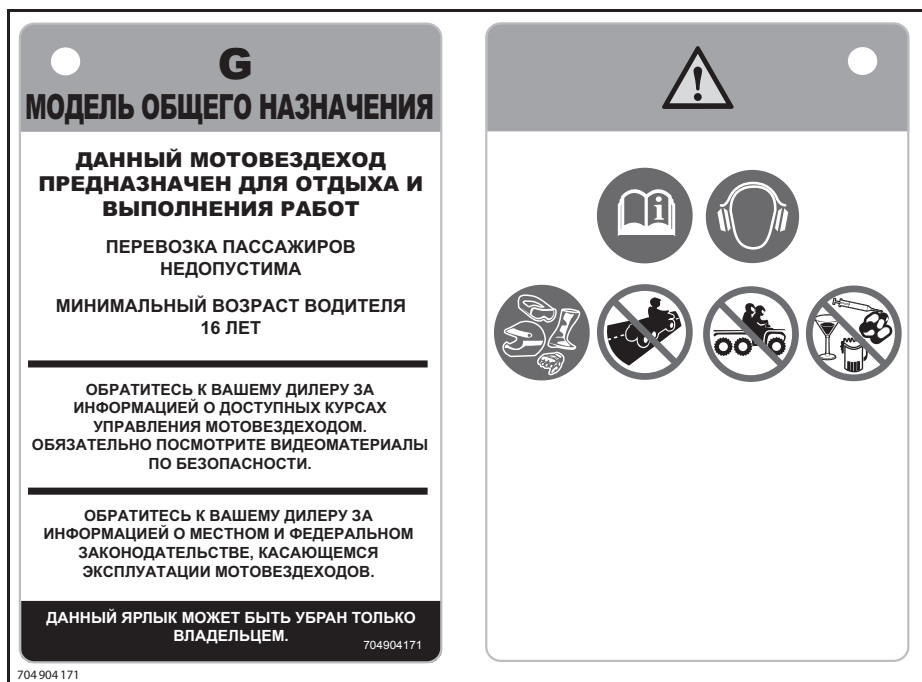 G
МОДЕЛЬ ОБЩЕГО НАЗНАЧЕНИЯ
ДАННЫЙ МОТОВЕЗДЕХОД
ПРЕДНАЗНАЧЕН ДЛЯ ОТДЫХА И
ВЫПОЛНЕНИЯ РАБОТ
ПЕРЕВОЗКА ПАССАЖИРОВ
НЕДОПУСТИМА
МИНИМАЛЬНЫЙ ВОЗРАСТ ВОДИТЕЛЯ
16 ЛЕТ
ОБРАТИТЕСЬ К ВАШЕМУ ДИЛЕРУ ЗА
ИНФОРМАЦИЕЙ О ДОСТУПНЫХ КУРСАХ
УПРАВЛЕНИЯ МОТОВЕЗДЕХОДОМ.
ОБЯЗАТЕЛЬНО ПОСМОТРИТЕ ВИДЕОМАТЕРИАЛЫ
ПО БЕЗОПАСНОСТИ.
ОБРАТИТЕСЬ К ВАШЕМУ ДИЛЕРУ ЗА
ИНФОРМАЦИЕЙ О МЕСТНОМ И ФЕДЕРАЛЬНОМ
ЗАКОНОДАТЕЛЬСТВЕ, КАСАЮЩЕМСЯ
ЭКСПЛУАТАЦИИ МОТОВЕЗДЕХОДОВ.
ДАННЫЙ ЯРЛЫК МОЖЕТ БЫТЬ УБРАН ТОЛЬКО
ВЛАДЕЛЬЦЕМ.
704904171
704 904 171